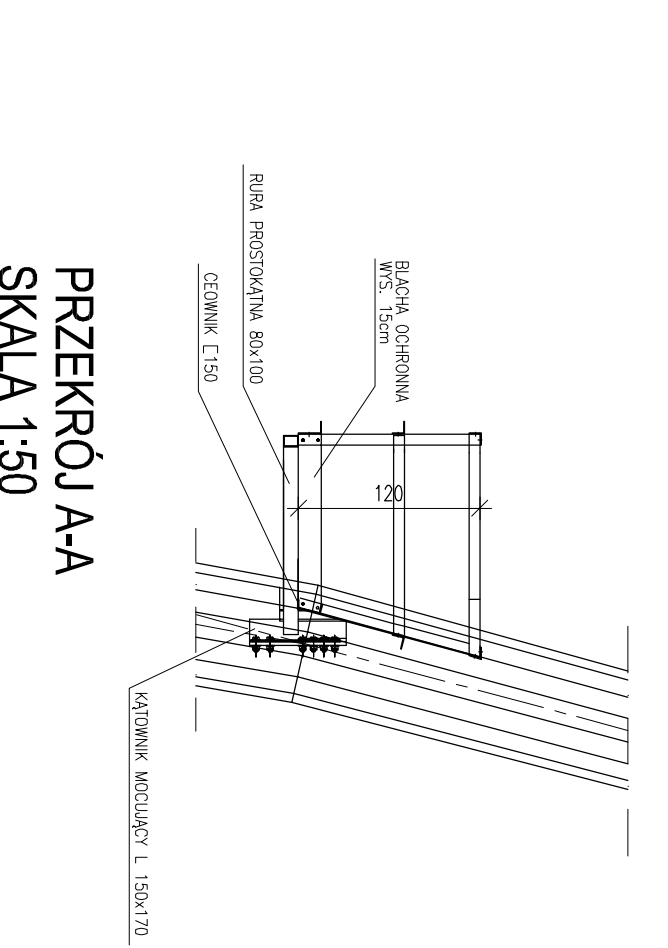 BLACHA OCHRONNA
WYS. 15cm
RURA PROSTOKĄTNA 80x100
CEOWNIK [150
120
KĄTOWNIK MOCUJĄCY L 150x170
PRZEKRÓJ A-A
SKALA 1:50